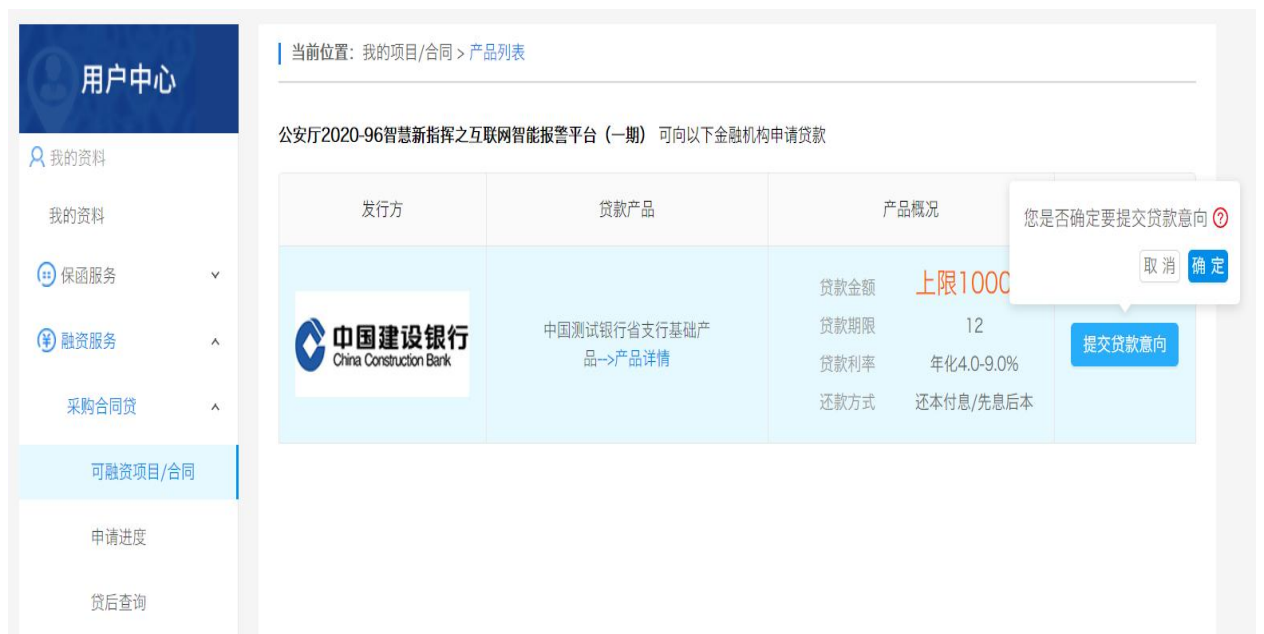 用户中心
我的资料
我的资料
保函服务
融资服务
采购合同贷
可融资项目/合同
申请进度
贷后查询
当前位置：我的项目/合同 > 产品列表
公安厅2020-96智慧新指挥之互联网智能报警平台（一期） 可向以下金融机构申请贷款
发行方
贷款产品
产品概况
您是否确定要提交贷款意向
取 消
确 定
中国建设银行
China Construction Bank
中国测试银行省支行基础产
品-->产品详情
贷款金额 上限1000
贷款期限 12
贷款利率 年化4.0-9.0%
还款方式 还本付息/先息后本
提交贷款意向